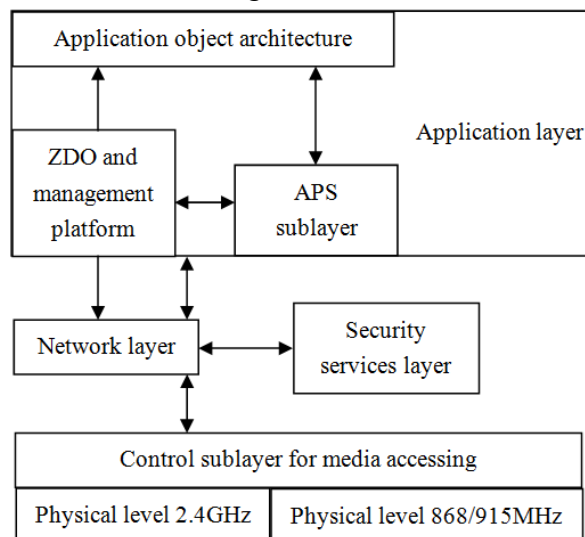 Application object architecture
Application layer
ZDO and
management
platform
APS
sublayer
Network layer
Security
services layer
Control sublayer for media accessing
Physical level 2.4GHz
Physical level 868/915MHz